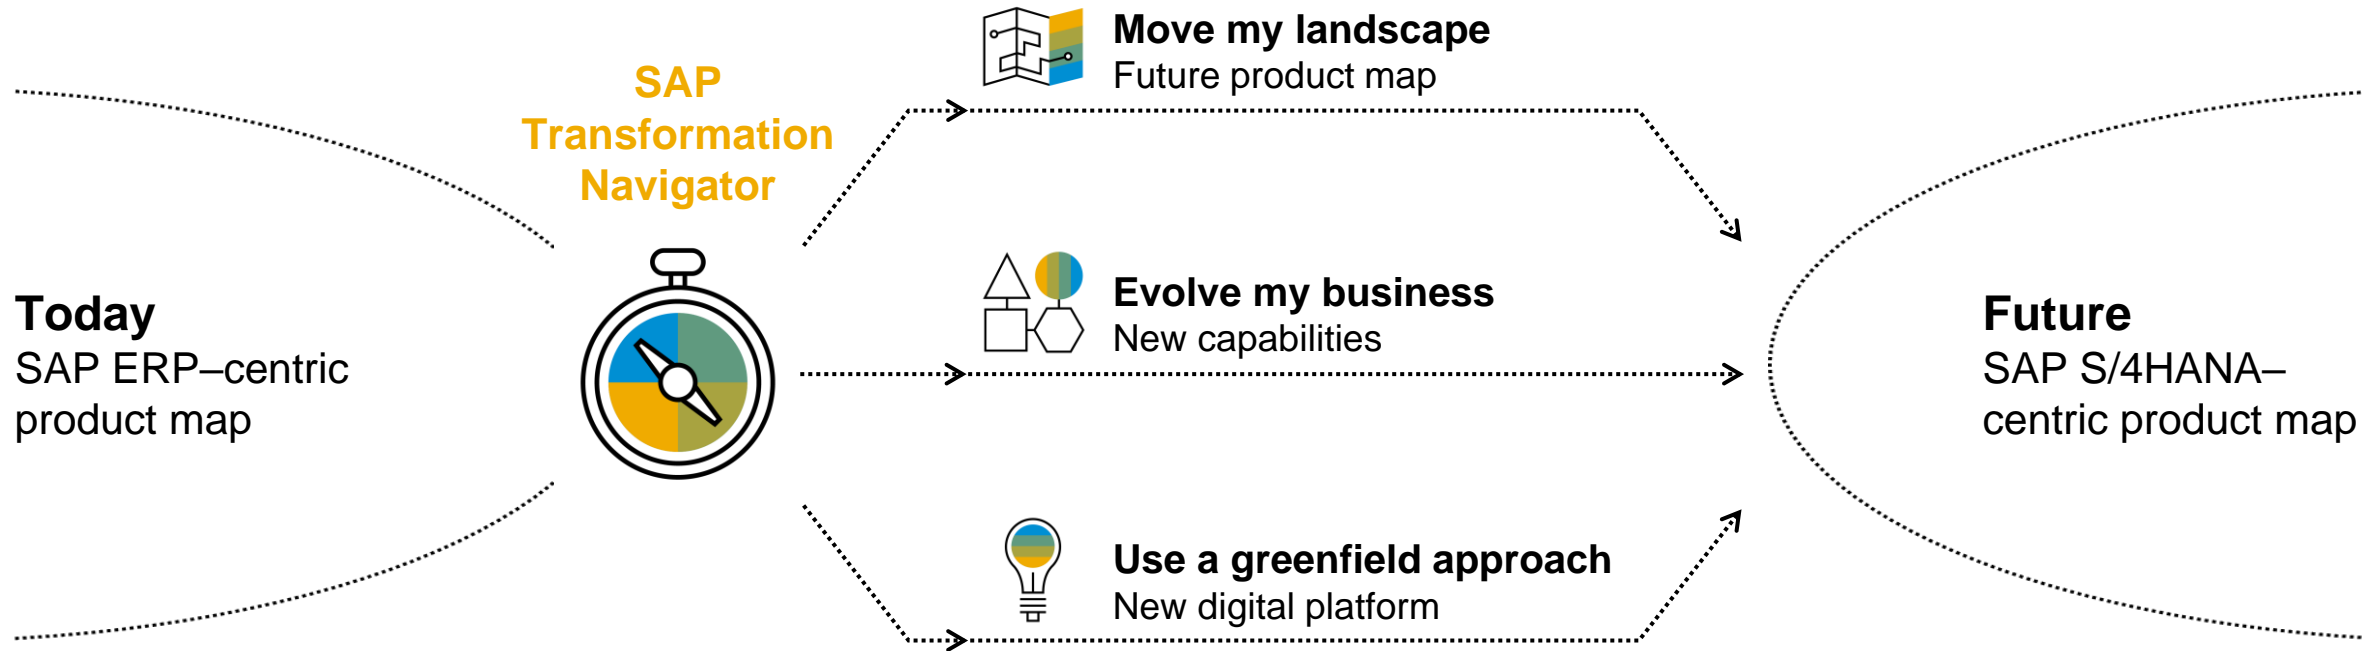 Today
SAP ERP–centric
product map
SAP
Transformation
Navigator
Move my landscape
Future product map
Evolve my business
New capabilities
Use a greenfield approach
New digital platform
Future
SAP S/4HANA–
centric product map